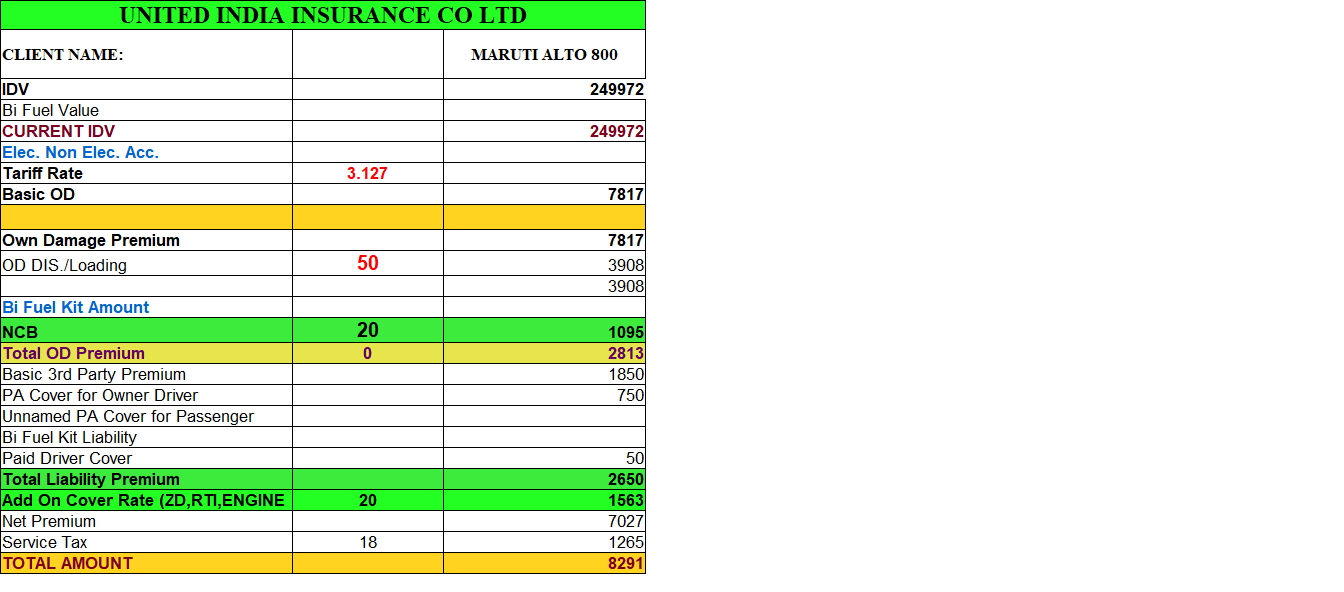 UNITED INDIA INSURANCE CO LTD
CLIENT NAME: MARUTI ALTO 800
IDV 249972
Bi Fuel Value
CURRENT IDV 249972
Elec. Non Elec. Acc.
Tariff Rate 3.127
Basic OD 7817
Own Damage Premium 7817
OD DIS./Loading 50 3908
3908
Bi Fuel Kit Amount
NCB 20 1095
Total OD Premium 0 2813
Basic 3rd Party Premium 1850
PA Cover for Owner Driver 750
Unnamed PA Cover for Passenger
Bi Fuel Kit Liability
Paid Driver Cover 50
Total Liability Premium 2650
Add On Cover Rate (ZD,RTI,ENGINE 20 1563
Net Premium 7027
Service Tax 18 1265
TOTAL AMOUNT 8291